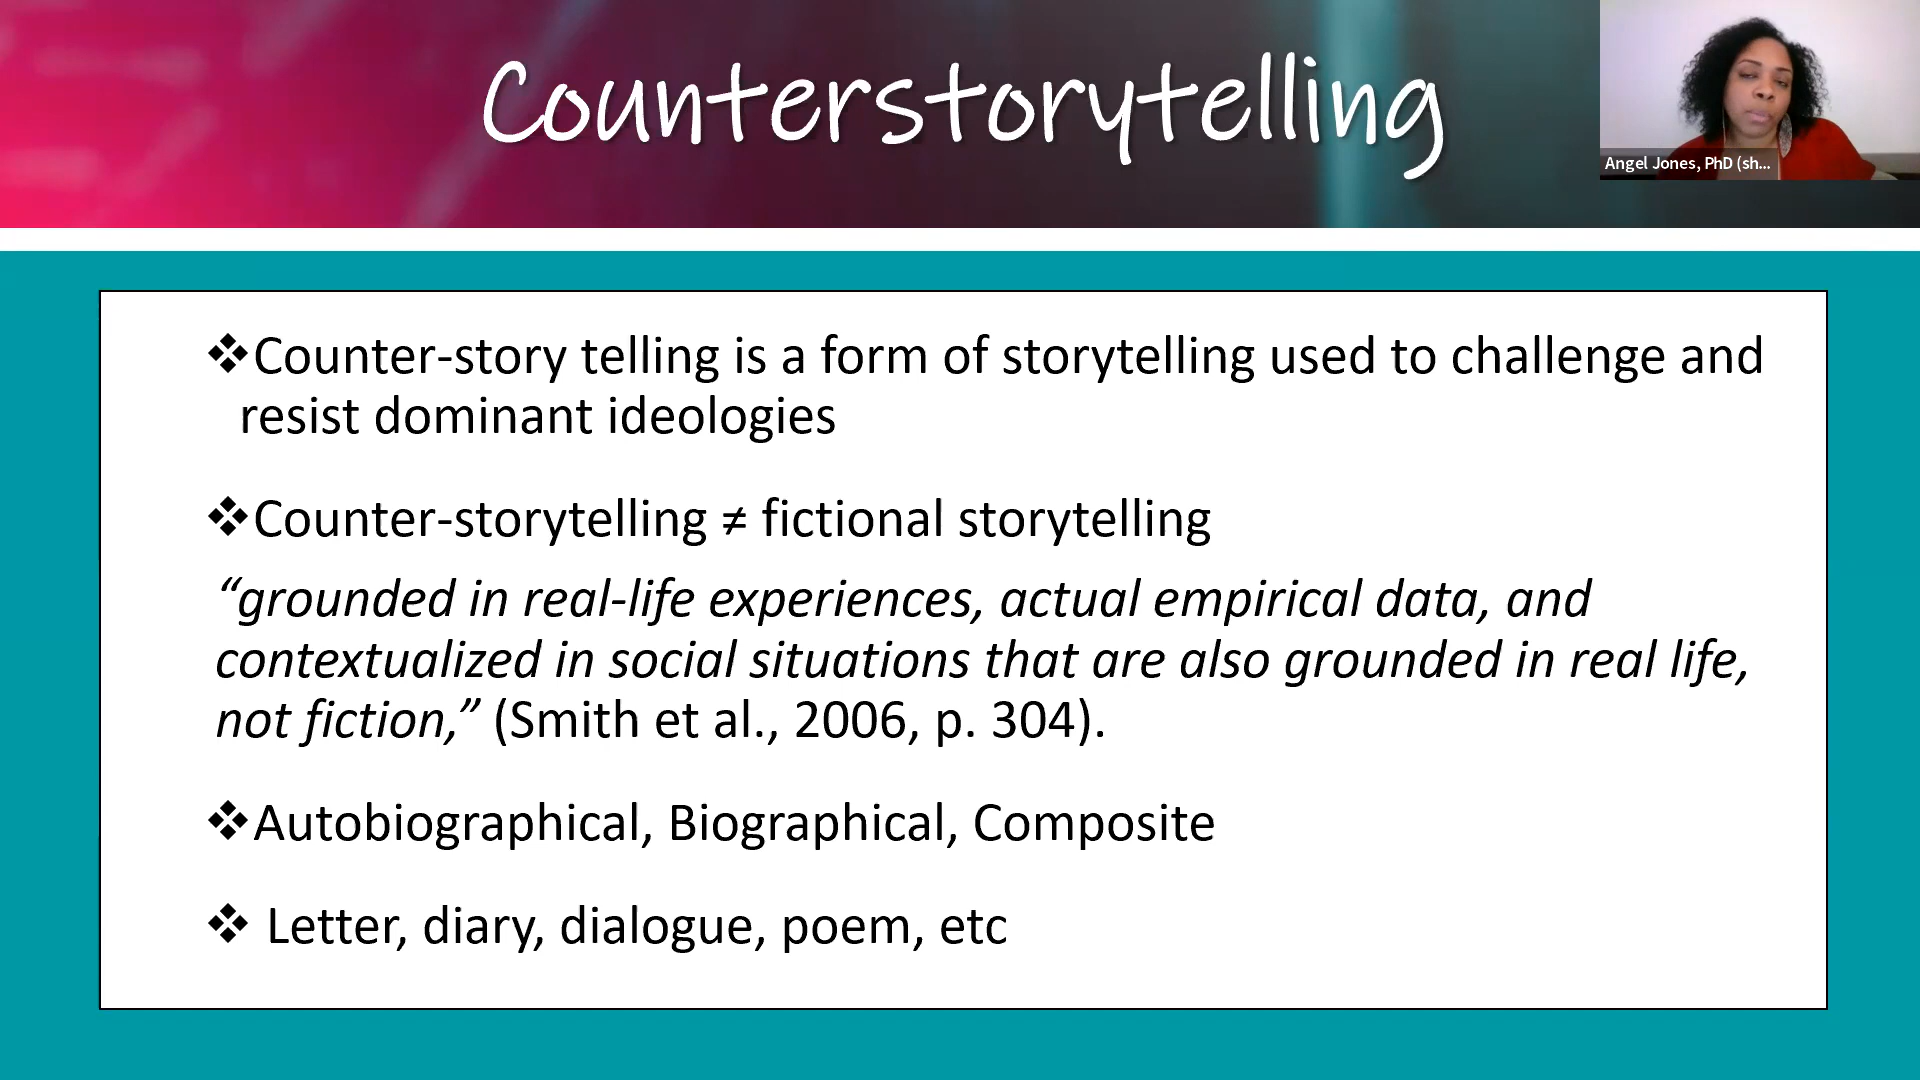 Counterstorytelling
Angel Jones, PhD (sh...
❖Counter-story telling is a form of storytelling used to challenge and
resist dominant ideologies
❖Counter-storytelling ≠ fictional storytelling
“grounded in real-life experiences, actual empirical data, and
contextualized in social situations that are also grounded in real life,
not fiction,” (Smith et al., 2006, p. 304).
❖Autobiographical, Biographical, Composite
❖ Letter, diary, dialogue, poem, etc